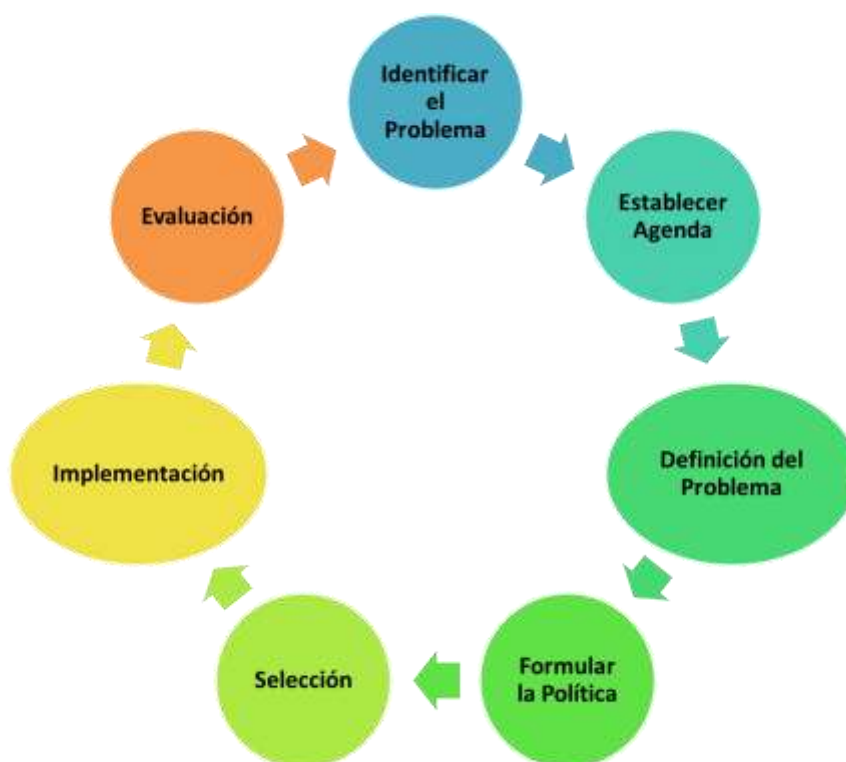 Identificar
el
Problema
Establecer
Agenda
Definición del
Problema
Formular
la Política
Selección
Implementación
Evaluación